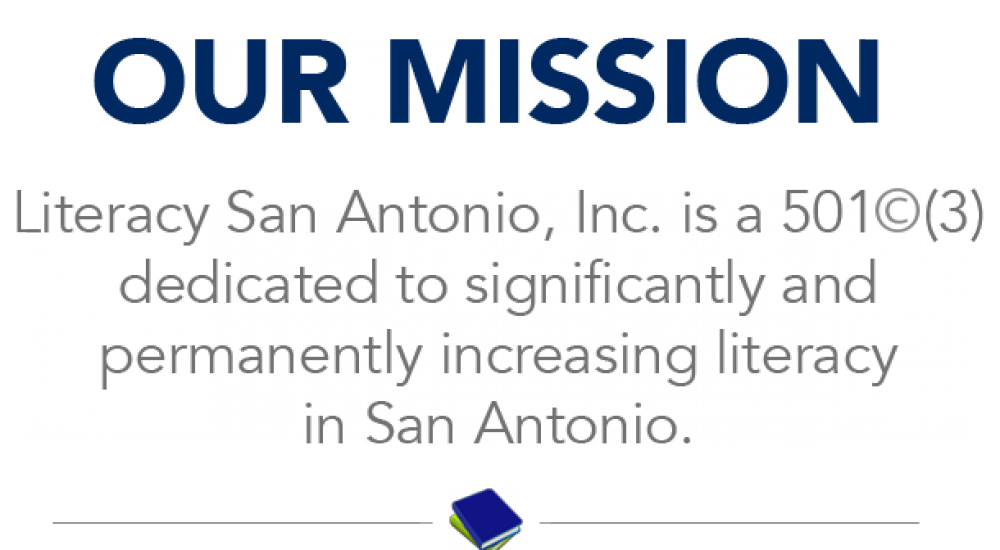 OUR MISSION
Literacy San Antonio, Inc. is a 501©(3)
dedicated to significantly and
permanently increasing literacy
in San Antonio.